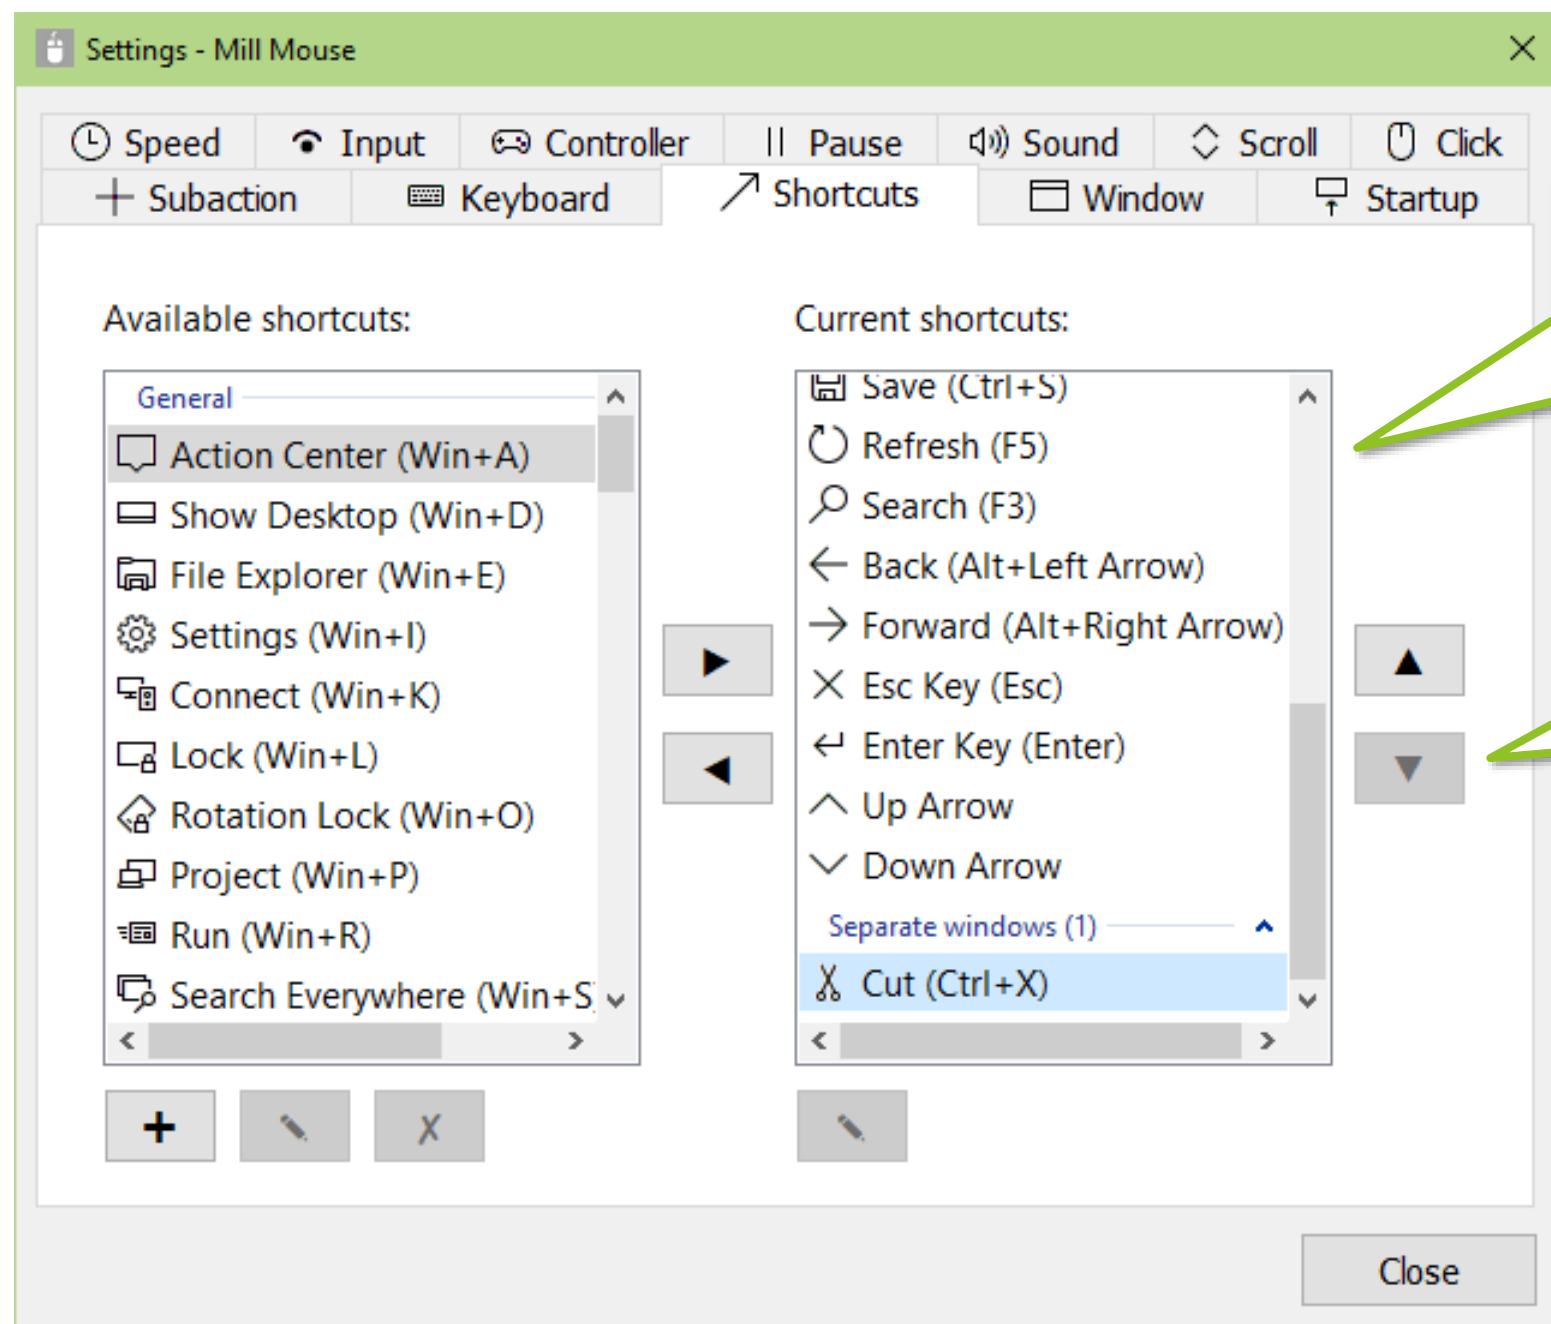 Settings - Mill Mouse
Speed Input Controller Pause Sound Scroll Click
Subaction Keyboard Shortcuts Window Startup
Available shortcuts:
General
Action Center (Win+A)
Show Desktop (Win+D)
File Explorer (Win+E)
Settings (Win+I)
Connect (Win+K)
Lock (Win+L)
Rotation Lock (Win+O)
Project (Win+P)
Run (Win+R)
Search Everywhere (Win+S
Current shortcuts:
Save (Ctrl+S)
Refresh (F5)
Search (F3)
Back (Alt+Left Arrow)
Forward (Alt+Right Arrow)
Esc Key (Esc)
Enter Key (Enter)
Up Arrow
Down Arrow
Separate windows (1)
Cut (Ctrl+X)
Close